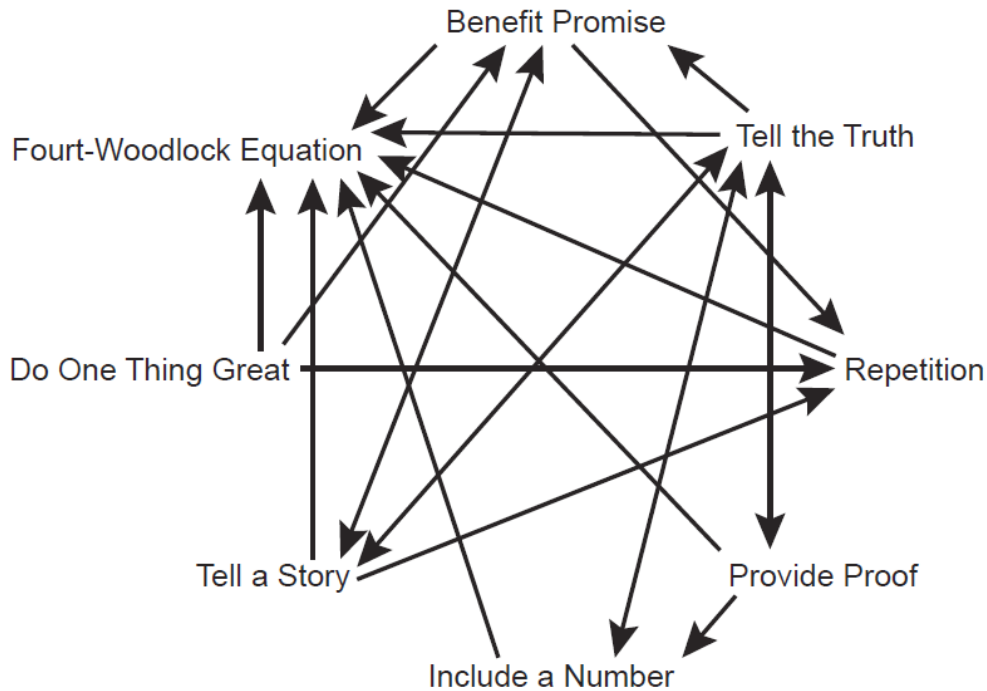 Benefit Promise
Tell the Truth
Fourt-Woodlock Equation
Do One Thing Great
Repetition
Tell a Story
Provide Proof
Include a Number